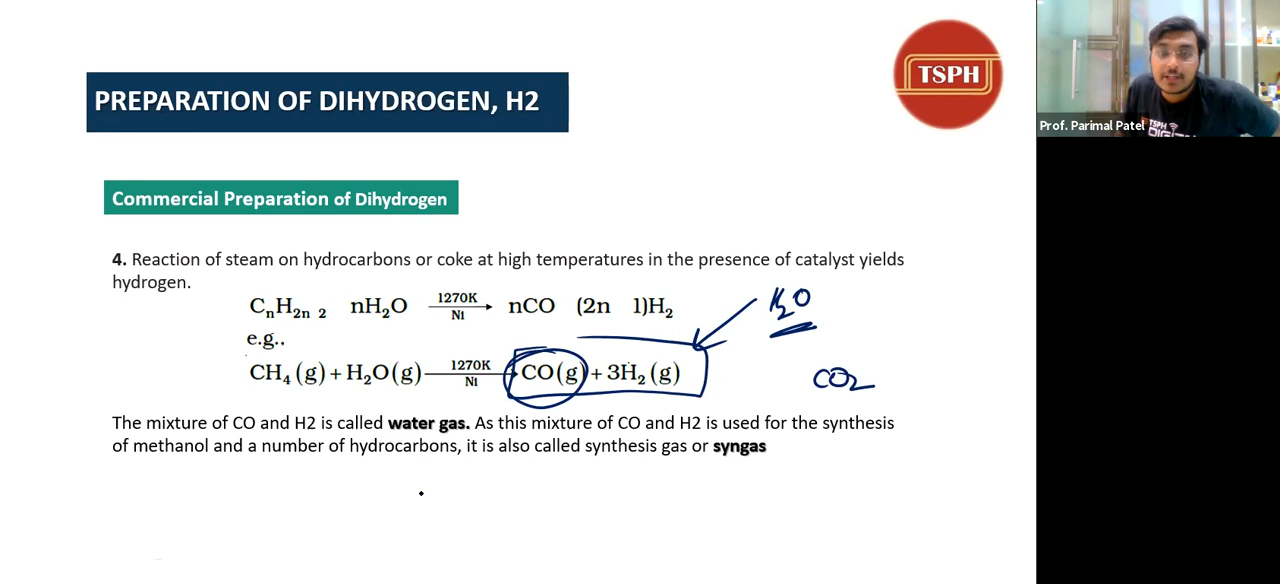 TSPH
PREPARATION OF DIHYDROGEN, H2
Prof. Parimal Patel
TSPH
Commercial Preparation of Dihydrogen
4. Reaction of steam on hydrocarbons or coke at high temperatures in the presence of catalyst yields
hydrogen.
CₙH₂ₙ ₂ nH₂O 1270K Ni → nCO (2n 1)H₂
H₂O
e.g..
CH₄ (g) + H₂O(g) 1270K Ni → CO(g) + 3H₂ (g)
CO2
The mixture of CO and H2 is called water gas. As this mixture of CO and H2 is used for the synthesis
of methanol and a number of hydrocarbons, it is also called synthesis gas or syngas